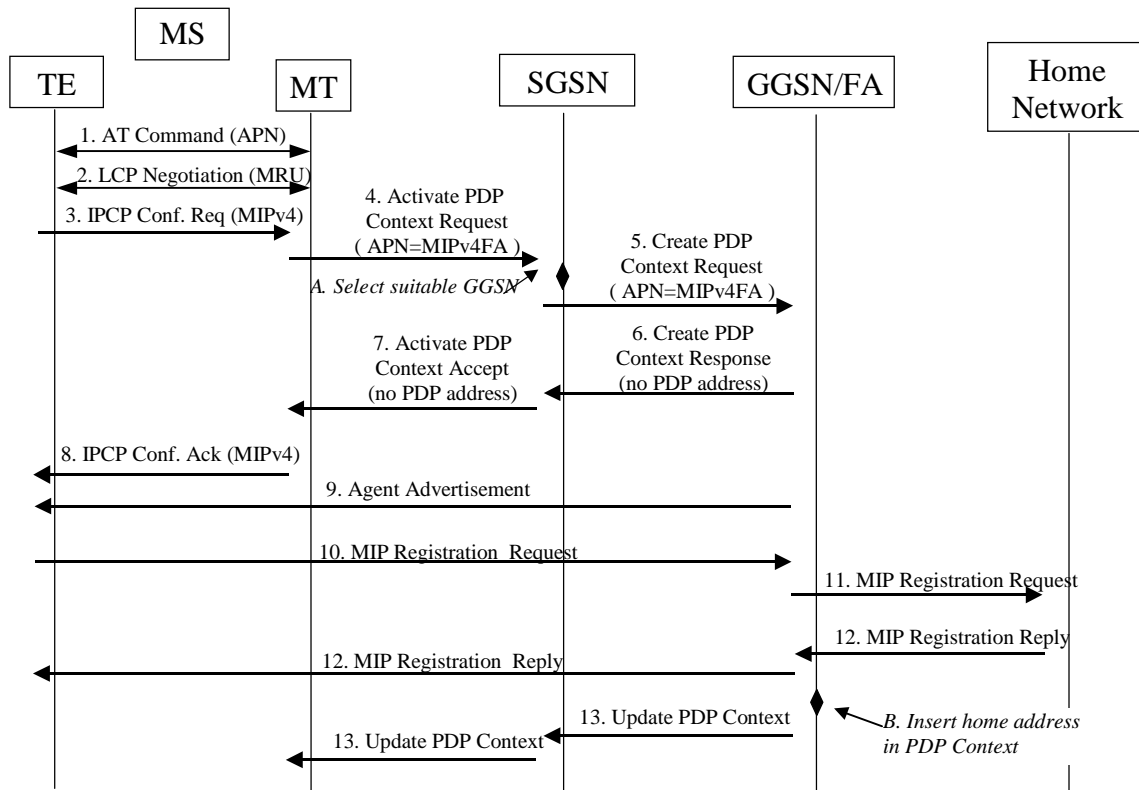 MS
TE
MT
SGSN
GGSN/FA
Home
Network
1. AT Command (APN)
2. LCP Negotiation (MRU)
3. IPCP Conf. Req (MIPv4)
4. Activate PDP
Context Request
( APN=MIPv4FA )
A. Select suitable GGSN
5. Create PDP
Context Request
( APN=MIPv4FA )
6. Create PDP
Context Response
(no PDP address)
7. Activate PDP
Context Accept
(no PDP address)
8. IPCP Conf. Ack (MIPv4)
9. Agent Advertisement
10. MIP Registration Request
11. MIP Registration Request
12. MIP Registration Reply
12. MIP Registration Reply
B. Insert home address
in PDP Context
13. Update PDP Context
13. Update PDP Context